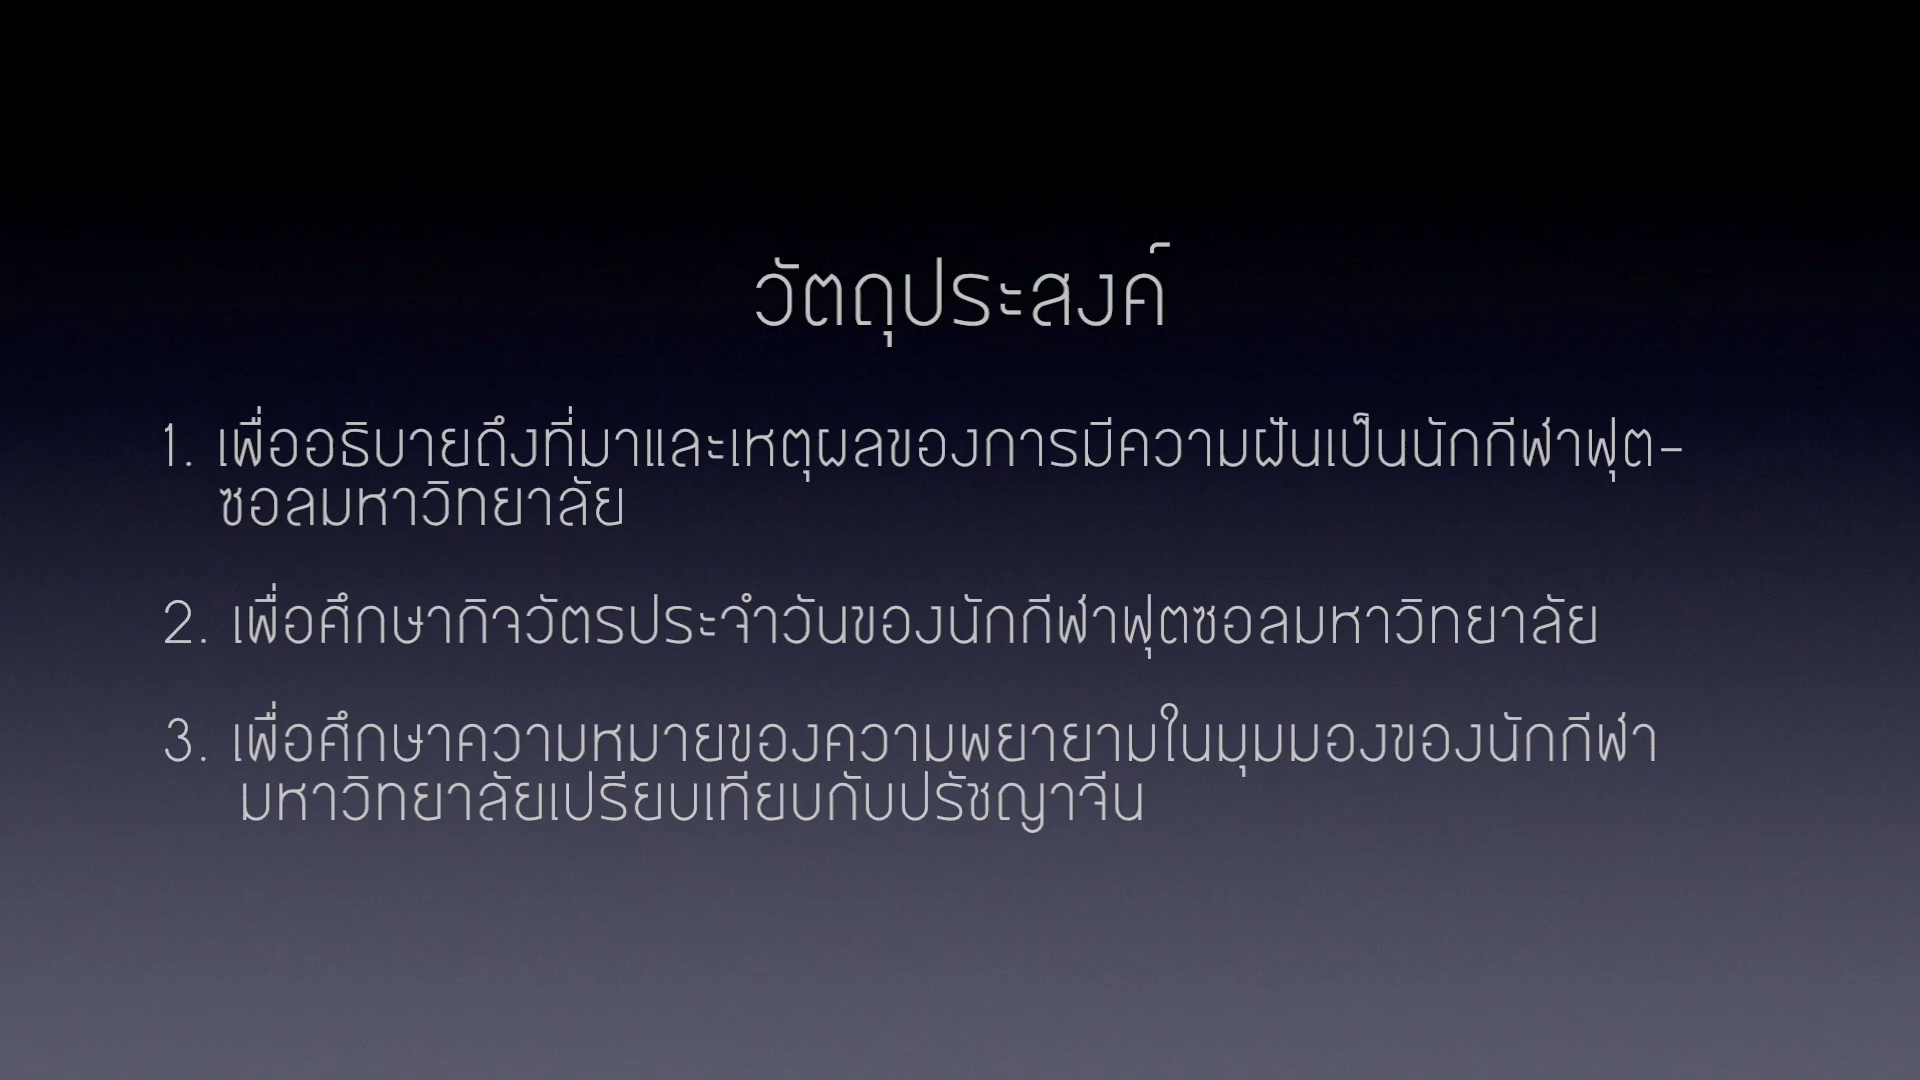 วัตถุประสงค์
1. เพื่ออธิบายถึงที่มาและเหตุผลของการมีความฝันเป็นนักกีฬาฟุต-
ซอลมหาวิทยาลัย
2. เพื่อศึกษากิจวัตรประจำวันของนักกีฬาฟุตซอลมหาวิทยาลัย
3. เพื่อศึกษาความหมายของความพยายามในมุมมองของนักกีฬา
มหาวิทยาลัยเปรียบเทียบกับปรัชญาจีน